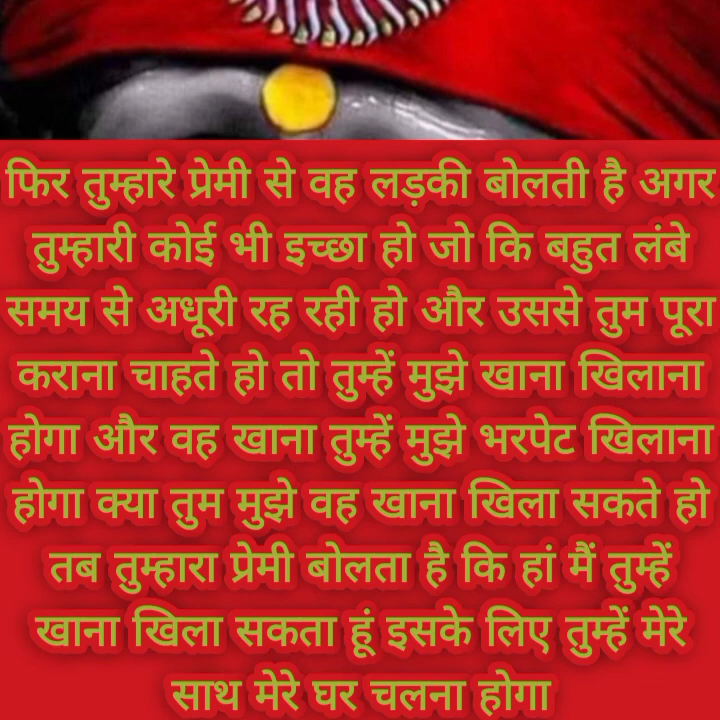 फिर तुम्हारे प्रेमी से वह लड़की बोलती है अगर
तुम्हारी कोई भी इच्छा हो जो कि बहुत लंबे
समय से अधूरी रह रही हो और उससे तुम पूरा
कराना चाहते हो तो तुम्हें मुझे खाना खिलाना
होगा और वह खाना तुम्हें मुझे भरपेट खिलाना
होगा क्या तुम मुझे वह खाना खिला सकते हो
तब तुम्हारा प्रेमी बोलता है कि हां मैं तुम्हें
खाना खिला सकता हूं इसके लिए तुम्हें मेरे
साथ मेरे घर चलना होगा